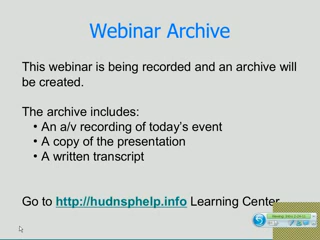 Webinar Archive
This webinar is being recorded and an archive will
be created.
The archive includes:
• An a/v recording of today's event
• A copy of the presentation
• A written transcript
Go to http://hudnsphelp.info Learning Center